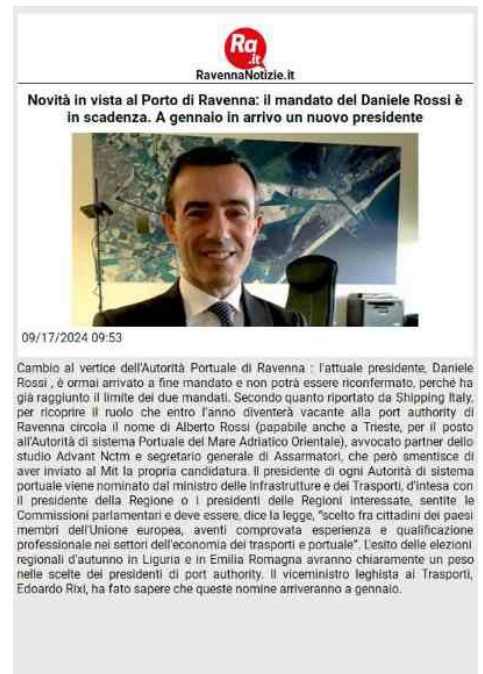 Ra
.it
RavennaNotizie.it
Novità in vista al Porto di Ravenna: il mandato del Daniele Rossi è
in scadenza. A gennaio in arrivo un nuovo presidente
09/17/2024 09:53
Cambio al vertice dell'Autorità Portuale di Ravenna : l'attuale presidente, Daniele
Rossi , è ormai arrivato a fine mandato e non potrà essere riconfermato, perché ha
già raggiunto il limite dei due mandati. Secondo quanto riportato da Shipping Italy,
per ricoprire il ruolo che entro l'anno diventerà vacante alla port authority di
Ravenna circola il nome di Alberto Rossi (papabile anche a Trieste, per il posto
all'Autorità di sistema Portuale del Mare Adriatico Orientale), avvocato partner dello
studio Advant Nctm e segretario generale di Assarmatori, che però smentisce di
aver inviato al Mit la propria candidatura. Il presidente di ogni Autorità di sistema
portuale viene nominato dal ministro delle Infrastrutture e dei Trasporti, d'intesa con
il presidente della Regione o i presidenti delle Regioni interessate, sentite le
Commissioni parlamentari e deve essere, dice la legge, "scelto fra cittadini dei paesi
membri dell'Unione europea, aventi comprovata esperienza e qualificazione
professionale nei settori dell'economia dei trasporti e portuale". L'esito delle elezioni
regionali d'autunno in Liguria e in Emilia Romagna avranno chiaramente un peso
nelle scelte dei presidenti di port authority. Il viceministro leghista ai Trasporti,
Edoardo Rixi, ha fato sapere che queste nomine arriveranno a gennaio.